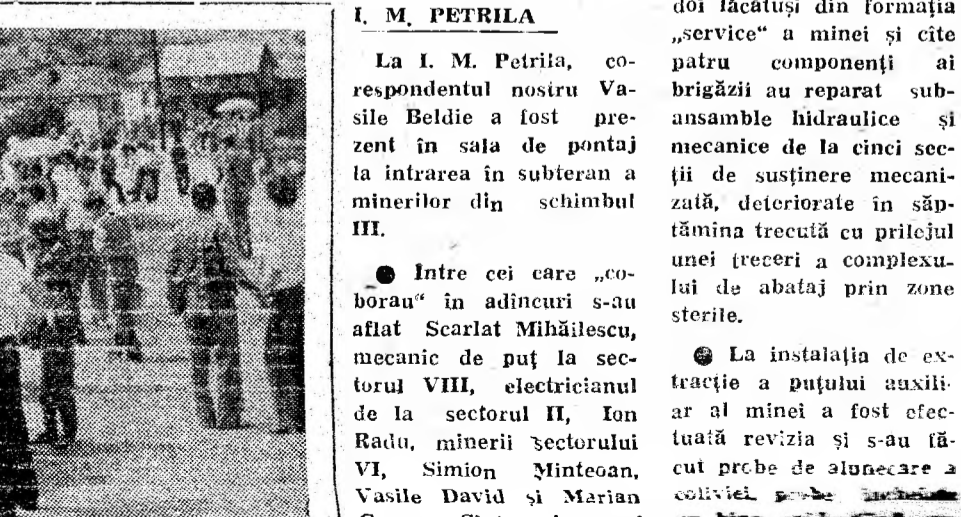 I. M. PETRILA
La I. M. Petrila, co-
respondentul nostru Va-
sile Beldie a fost pre-
zent în sala de pontaj
la intrarea în subteran a
minerilor din schimbul
III.
● Între cei care „co-
borau“ în adîncuri s-au
aflat Scarlat Mihăilescu,
mecanic de puț la sec-
torul VIII, electricianul
de la sectorul II, Ion
Radu, minerii sectorului
VI, Simion Minteoan,
Vasile David și Marian
doi lăcătuși din formația
„service“ a minei și cîte
patru componenți ai
brigăzii au reparat sub-
ansamble hidraulice și
mecanice de la cinci sec-
ții de susținere mecani-
zată, deteriorate în săp-
tămîna trecută cu prilejul
unei treceri a complexu-
lui de abataj prin zone
sterile.
● La instalația de ex-
tracție a puțului auxili-
ar al minei a fost efec-
tuată revizia și s-au fă-
cut probe de alunecare a
coliviei, probe încheiate